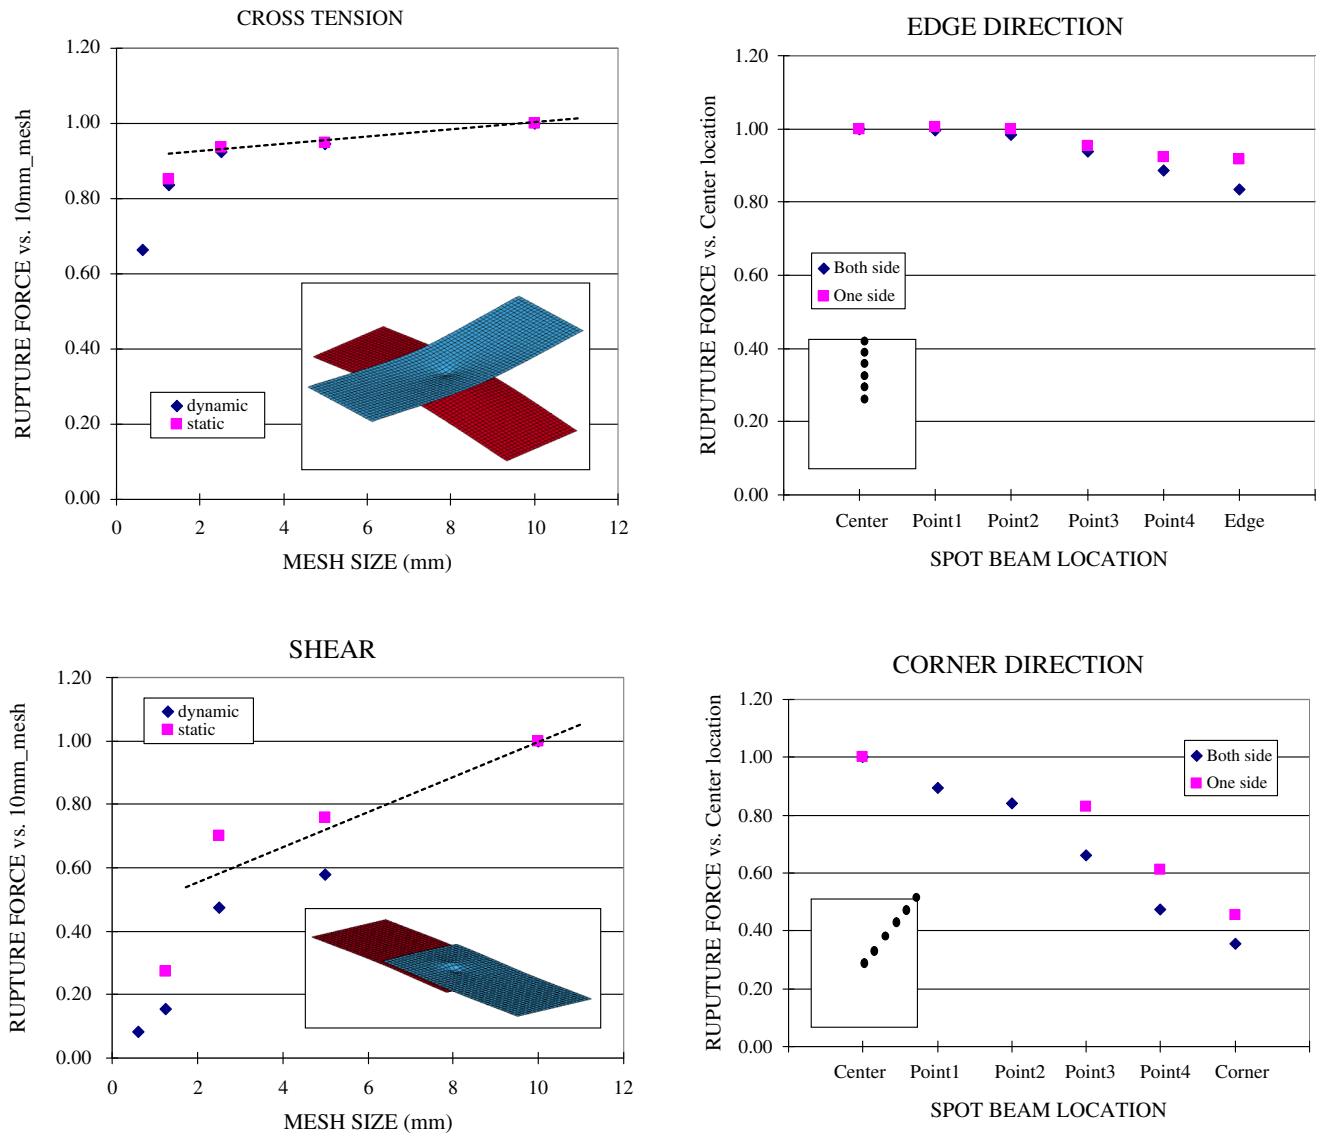 CROSS TENSION
RUPTURE FORCE vs. 10mm_mesh
1.20
1.00
0.80
0.60
0.40
0.20
0.00
dynamic
static
0 2 4 6 8 10 12
MESH SIZE (mm)
EDGE DIRECTION
RUPUTURE FORCE vs. Center location
1.20
1.00
0.80
0.60
0.40
0.20
0.00
Both side
One side
Center Point1 Point2 Point3 Point4 Edge
SPOT BEAM LOCATION
SHEAR
RUPTURE FORCE vs. 10mm_mesh
1.20
1.00
0.80
0.60
0.40
0.20
0.00
dynamic
static
0 2 4 6 8 10 12
MESH SIZE (mm)
CORNER DIRECTION
RUPUTURE FORCE vs. Center location
1.20
1.00
0.80
0.60
0.40
0.20
0.00
Both side
One side
Center Point1 Point2 Point3 Point4 Corner
SPOT BEAM LOCATION